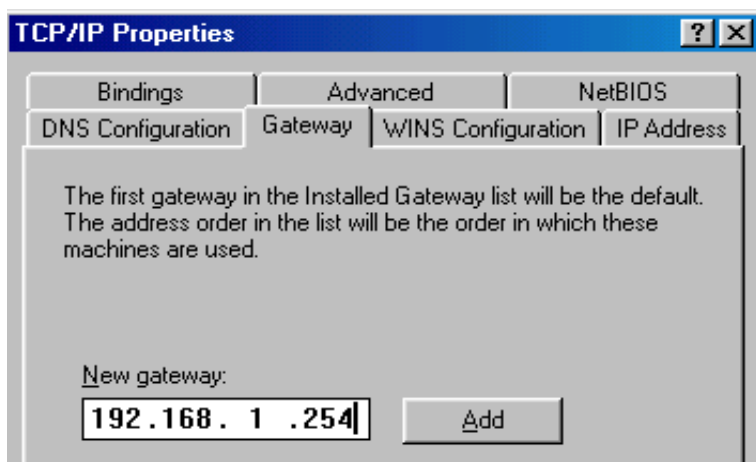 TCP/IP Properties
Bindings Advanced NetBIOS
DNS Configuration Gateway WINS Configuration IP Address
The first gateway in the Installed Gateway list will be the default.
The address order in the list will be the order in which these
machines are used.
New gateway:
192.168. 1 .254 Add